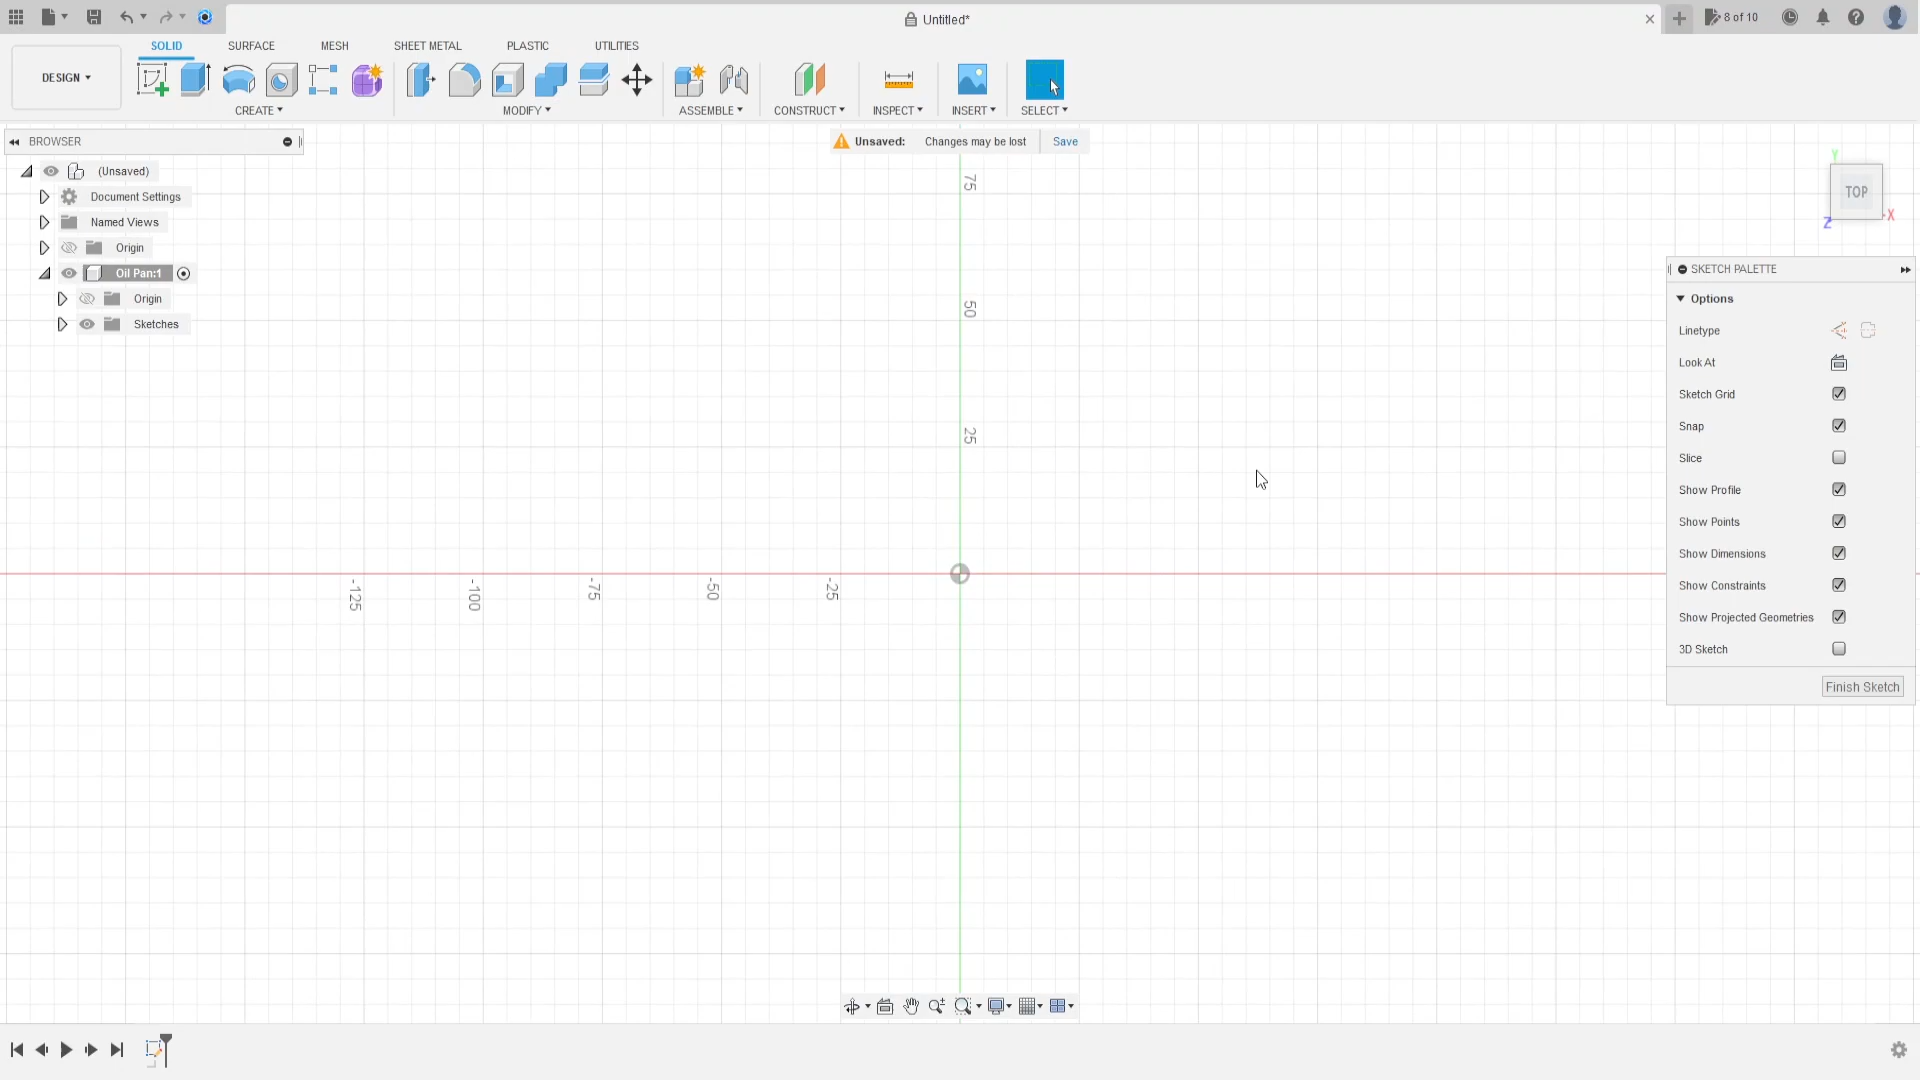 Untitled*
8 of 10
SOLID
SURFACE
MESH
SHEET METAL
PLASTIC
UTILITIES
DESIGN
CREATE
MODIFY
ASSEMBLE
CONSTRUCT
INSPECT
INSERT
SELECT
BROWSER
Unsaved: Changes may be lost Save
(Unsaved)
Document Settings
Named Views
Origin
Oil Pan:1
Origin
Sketches
75
50
25
-125
-100
-75
-50
-25
Y
TOP
X
Z
SKETCH PALETTE
Options
Linetype
Look At
Sketch Grid
Snap
Slice
Show Profile
Show Points
Show Dimensions
Show Constraints
Show Projected Geometries
3D Sketch
Finish Sketch